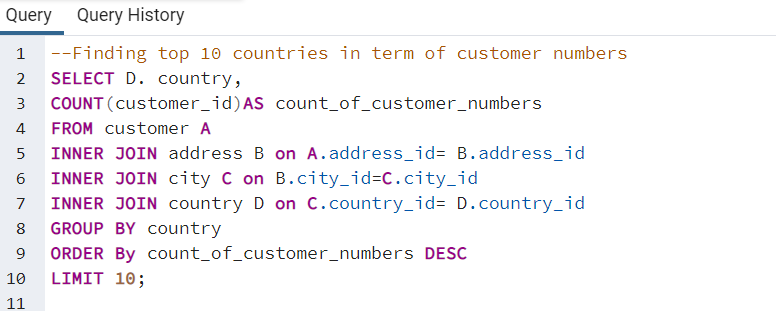 Query Query History
1 --Finding top 10 countries in term of customer numbers
2 SELECT D. country,
3 COUNT(customer_id)AS count_of_customer_numbers
4 FROM customer A
5 INNER JOIN address B on A.address_id= B.address_id
6 INNER JOIN city C on B.city_id=C.city_id
7 INNER JOIN country D on C.country_id= D.country_id
8 GROUP BY country
9 ORDER By count_of_customer_numbers DESC
10 LIMIT 10;
11